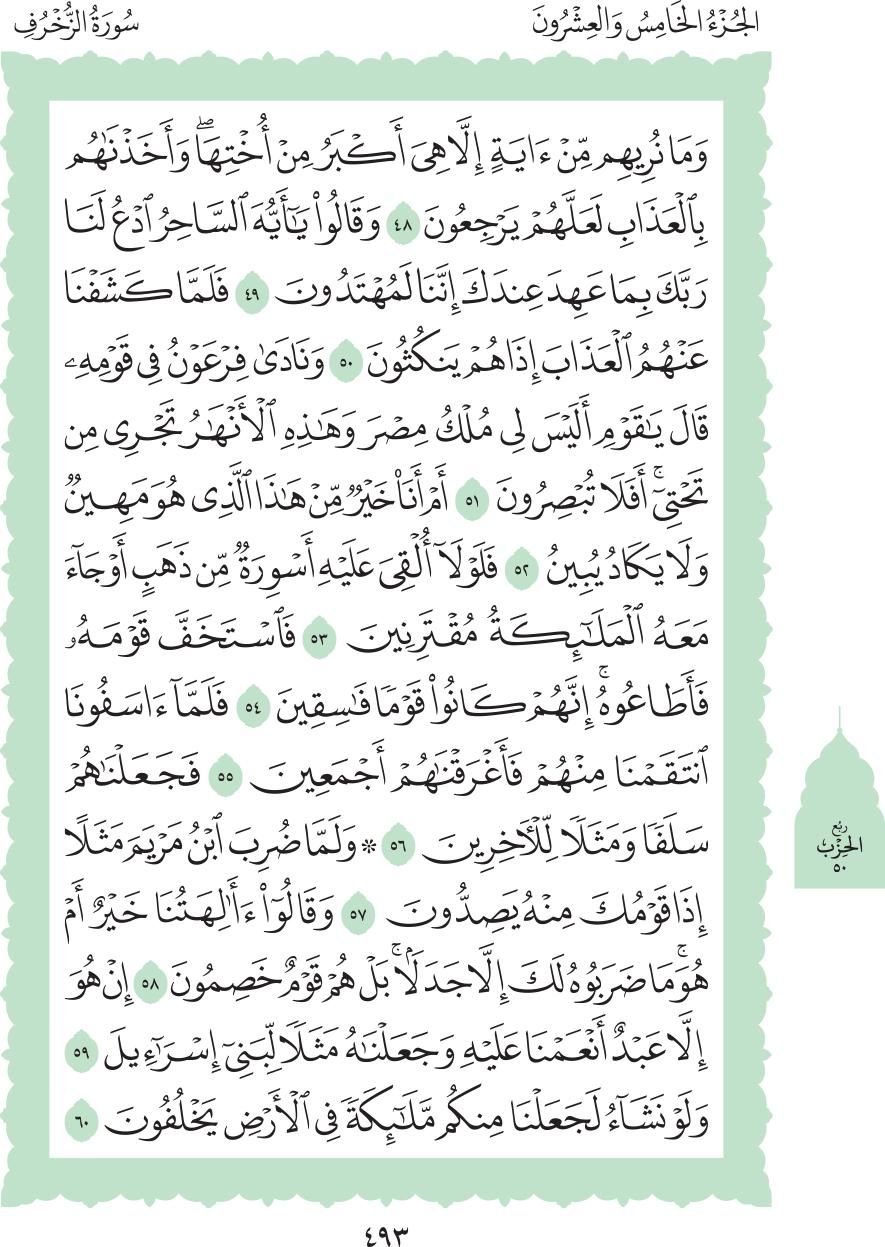 الجُزْءُ الخَامِسُ وَالعِشْرُونَ
سُورَةُ الزُّخْرُفِ
وَمَا نُرِيهِم مِّنْ ءَايَةٍ إِلَّا هِىَ أَكْبَرُ مِنْ أُخْتِهَاۖ وَأَخَذْنَٰهُم
بِٱلْعَذَابِ لَعَلَّهُمْ يَرْجِعُونَ ٤٨ وَقَالُوا۟ يَٰٓأَيُّهَ ٱلسَّاحِرُ ٱدْعُ لَنَا
رَبَّكَ بِمَا عَهِدَ عِندَكَ إِنَّنَا لَمُهْتَدُونَ ٤٩ فَلَمَّا كَشَفْنَا
عَنْهُمُ ٱلْعَذَابَ إِذَا هُمْ يَنكُثُونَ ٥٠ وَنَادَىٰ فِرْعَوْنُ فِى قَوْمِهِۦ
قَالَ يَٰقَوْمِ أَلَيْسَ لِى مُلْكُ مِصْرَ وَهَٰذِهِ ٱلْأَنْهَٰرُ تَجْرِى مِن
تَحْتِىٓۚ أَفَلَا تُبْصِرُونَ ٥١ أَمْ أَنَا۠ خَيْرٌ مِّنْ هَٰذَا ٱلَّذِى هُوَ مَهِينٌ
وَلَا يَكَادُ يُبِينُ ٥٢ فَلَوْلَآ أُلْقِىَ عَلَيْهِ أَسْوِرَةٌ مِّن ذَهَبٍ أَوْ جَآءَ
مَعَهُ ٱلْمَلَٰٓئِكَةُ مُقْتَرِنِينَ ٥٣ فَٱسْتَخَفَّ قَوْمَهُۥ
فَأَطَاعُوهُۚ إِنَّهُمْ كَانُوا۟ قَوْمًا فَٰسِقِينَ ٥٤ فَلَمَّآ ءَاسَفُونَا
ٱنتَقَمْنَا مِنْهُمْ فَأَغْرَقْنَٰهُمْ أَجْمَعِينَ ٥٥ فَجَعَلْنَٰهُمْ
سَلَفًا وَمَثَلًا لِّلْـَٔاخِرِينَ ٥٦ ۞ وَلَمَّا ضُرِبَ ٱبْنُ مَرْيَمَ مَثَلًا
إِذَا قَوْمُكَ مِنْهُ يَصِدُّونَ ٥٧ وَقَالُوٓا۟ ءَأَٰلِهَتُنَا خَيْرٌ أَمْ
هُوَۚ مَا ضَرَبُوهُ لَكَ إِلَّا جَدَلًۢاۚ بَلْ هُمْ قَوْمٌ خَصِمُونَ ٥٨ إِنْ هُوَ
إِلَّا عَبْدٌ أَنْعَمْنَا عَلَيْهِ وَجَعَلْنَٰهُ مَثَلًا لِّبَنِىٓ إِسْرَٰٓءِيلَ ٥٩
وَلَوْ نَشَآءُ لَجَعَلْنَا مِنكُم مَّلَٰٓئِكَةً فِى ٱلْأَرْضِ يَخْلُفُونَ ٦٠
رُبُع
الحِزْب
٥٠
٤٩٣